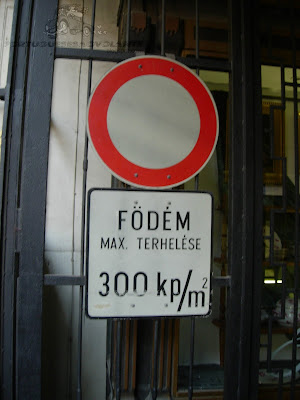 FÖDÉM
MAX. TERHELÉSE
300 kp/m²